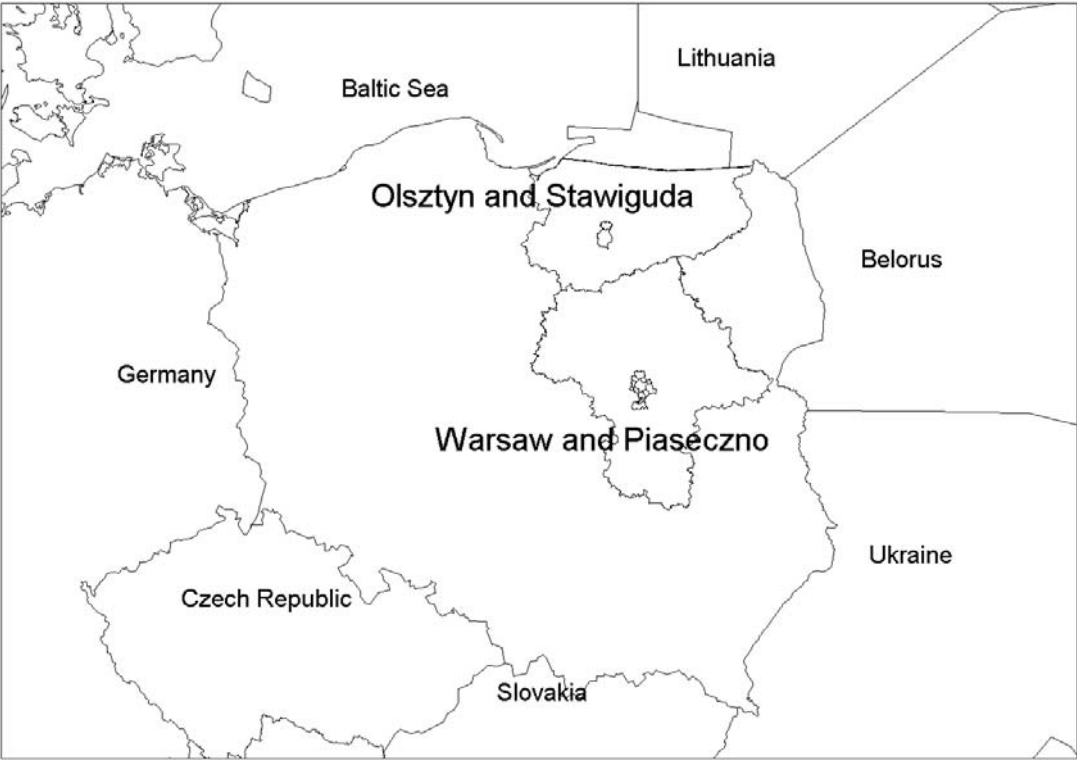 Lithuania
Baltic Sea
Olsztyn and Stawiguda
Belorus
Germany
Warsaw and Piaseczno
Ukraine
Czech Republic
Slovakia